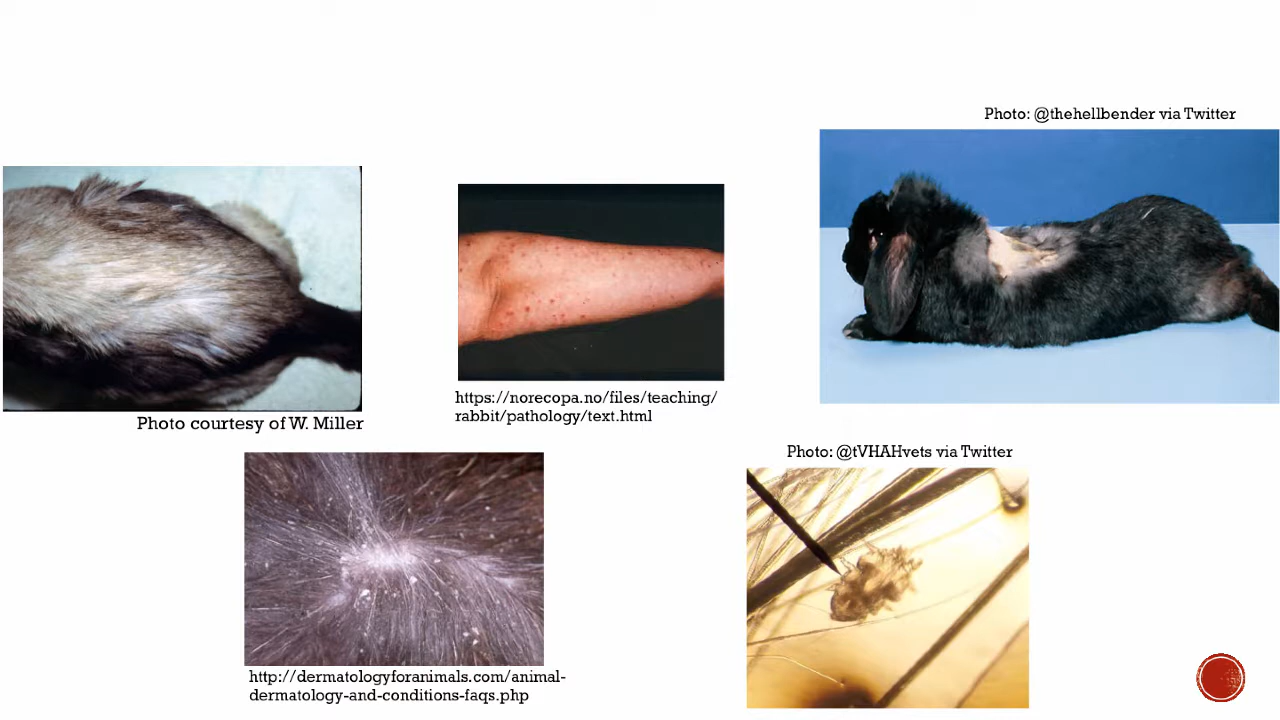 Photo: @thehellbender via Twitter
Photo courtesy of W. Miller
https://norecopa.no/files/teaching/
rabbit/pathology/text.html
Photo: @tVHAHvets via Twitter
http://dermatologyforanimals.com/animal-
dermatology-and-conditions-faqs.php